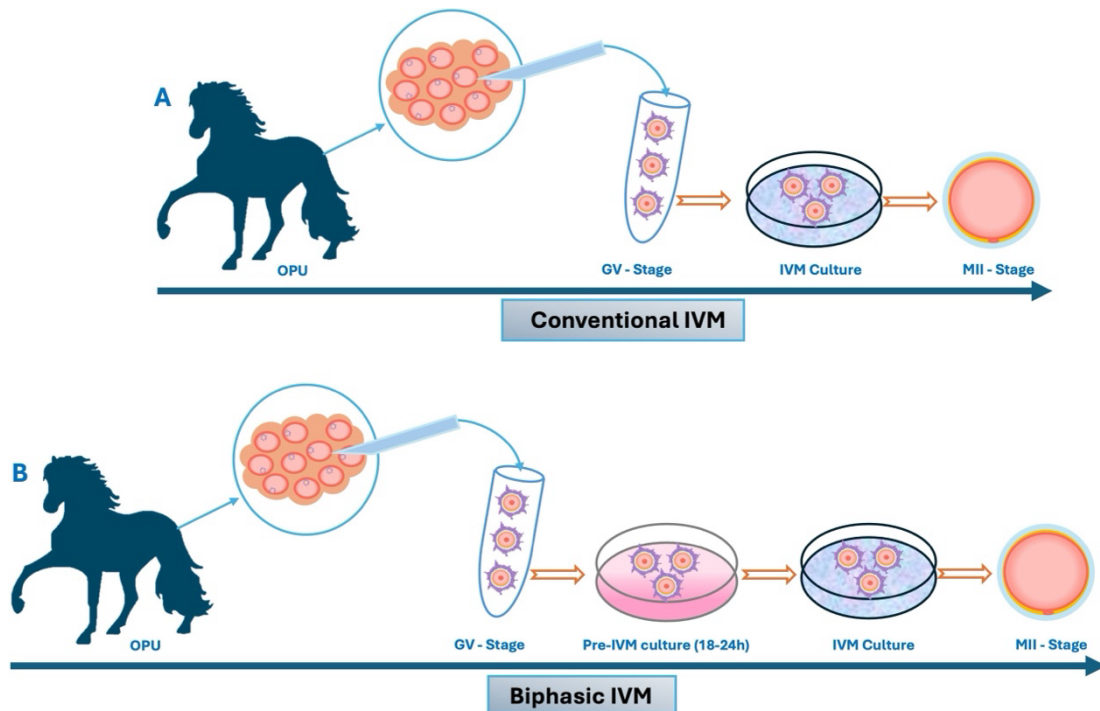 A
OPU
GV - Stage
IVM Culture
MII - Stage
Conventional IVM
B
OPU
GV - Stage
Pre-IVM culture (18-24h)
IVM Culture
MII - Stage
Biphasic IVM